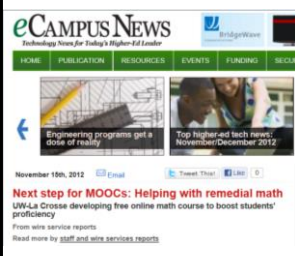 eCAMPUS NEWS
Technology News for Today's Higher-Ed Leader
BridgeWave
HOME PUBLICATION RESOURCES EVENTS FUNDING SECU
Engineering programs get a
dose of reality
Top higher-ed tech news:
November/December 2012
November 15th, 2012 Email Tweet This! Like 0
Next step for MOOCs: Helping with remedial math
UW-La Crosse developing free online math course to boost students'
proficiency
From wire service reports
Read more by staff and wire services reports